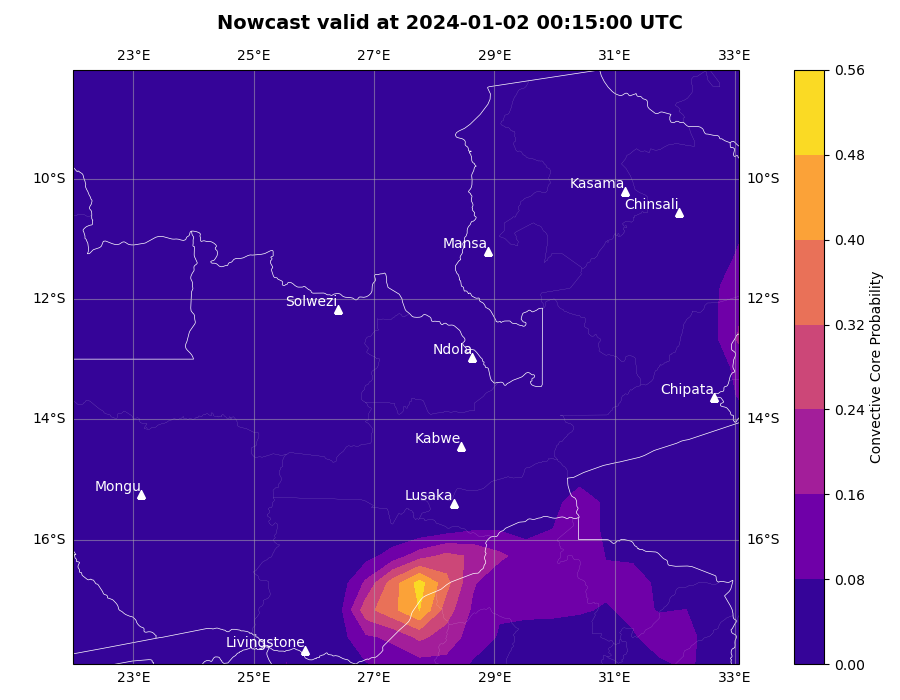 Nowcast valid at 2024-01-02 00:15:00 UTC
23°E 25°E 27°E 29°E 31°E 33°E
0.56
0.48
10°S 10°S
Kasama
Chinsali
0.40
Mansa
12°S 12°S
Solwezi
0.32
Ndola
Chipata
0.24
14°S 14°S
Kabwe
Mongu
Lusaka
0.16
16°S 16°S
0.08
Livingstone
0.00
23°E 25°E 27°E 29°E 31°E 33°E
Convective Core Probability